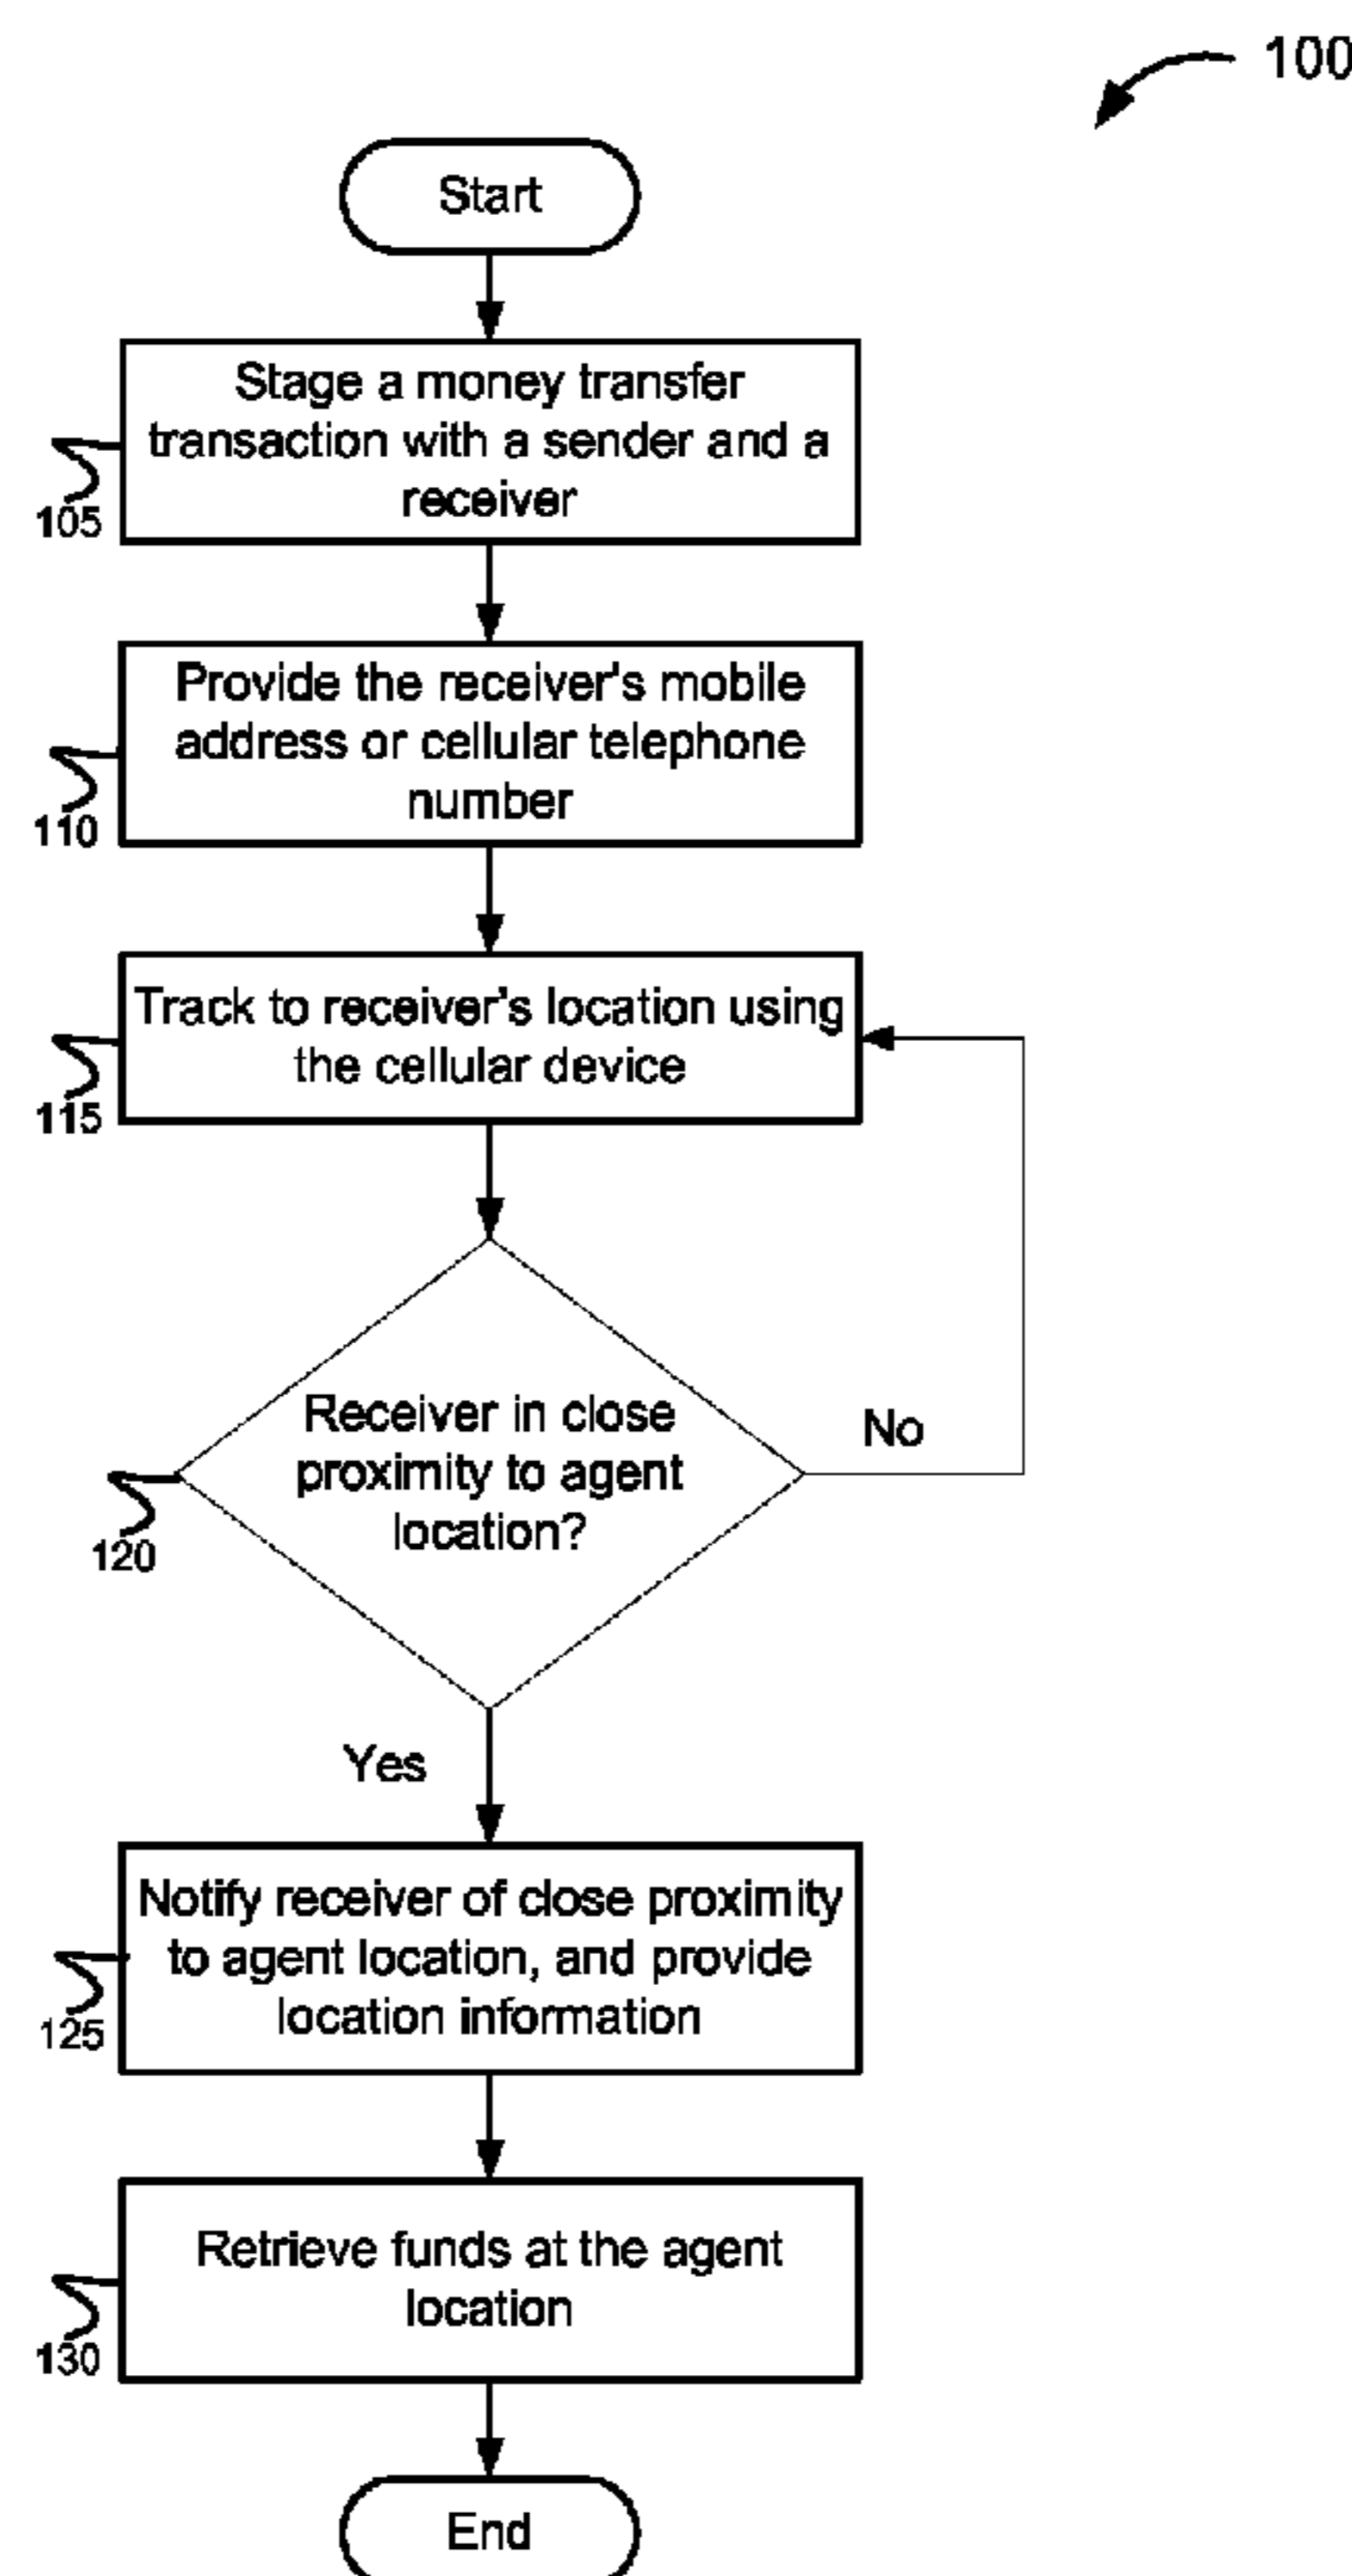 100
Start
Stage a money transfer
transaction with a sender and a
receiver
105
Provide the receiver's mobile
address or cellular telephone
number
110
Track to receiver's location using
the cellular device
115
Receiver in close
proximity to agent
location?
No
120
Yes
Notify receiver of close proximity
to agent location, and provide
location information
125
Retrieve funds at the agent
location
130
End